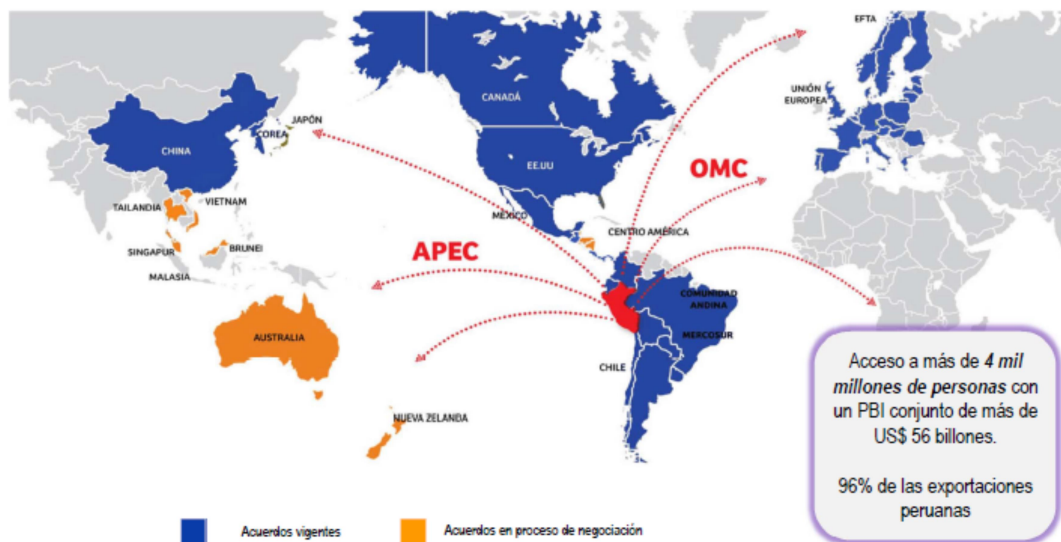 EFTA
UNIÓN
EUROPEA
CANADÁ
JAPÓN
COREA
CHINA
EE.UU
OMC
VIETNAM
TAILANDIA
MÉXICO
CENTRO AMÉRICA
SINGAPUR
BRUNEI
APEC
MALASIA
COMUNIDAD
ANDINA
AUSTRALIA
MERCOSUR
CHILE
NUEVA ZELANDA
Acceso a más de 4 mil
millones de personas con
un PBI conjunto de más de
US$ 56 billones.
96% de las exportaciones
peruanas
Acuerdos vigentes
Acuerdos en proceso de negociación